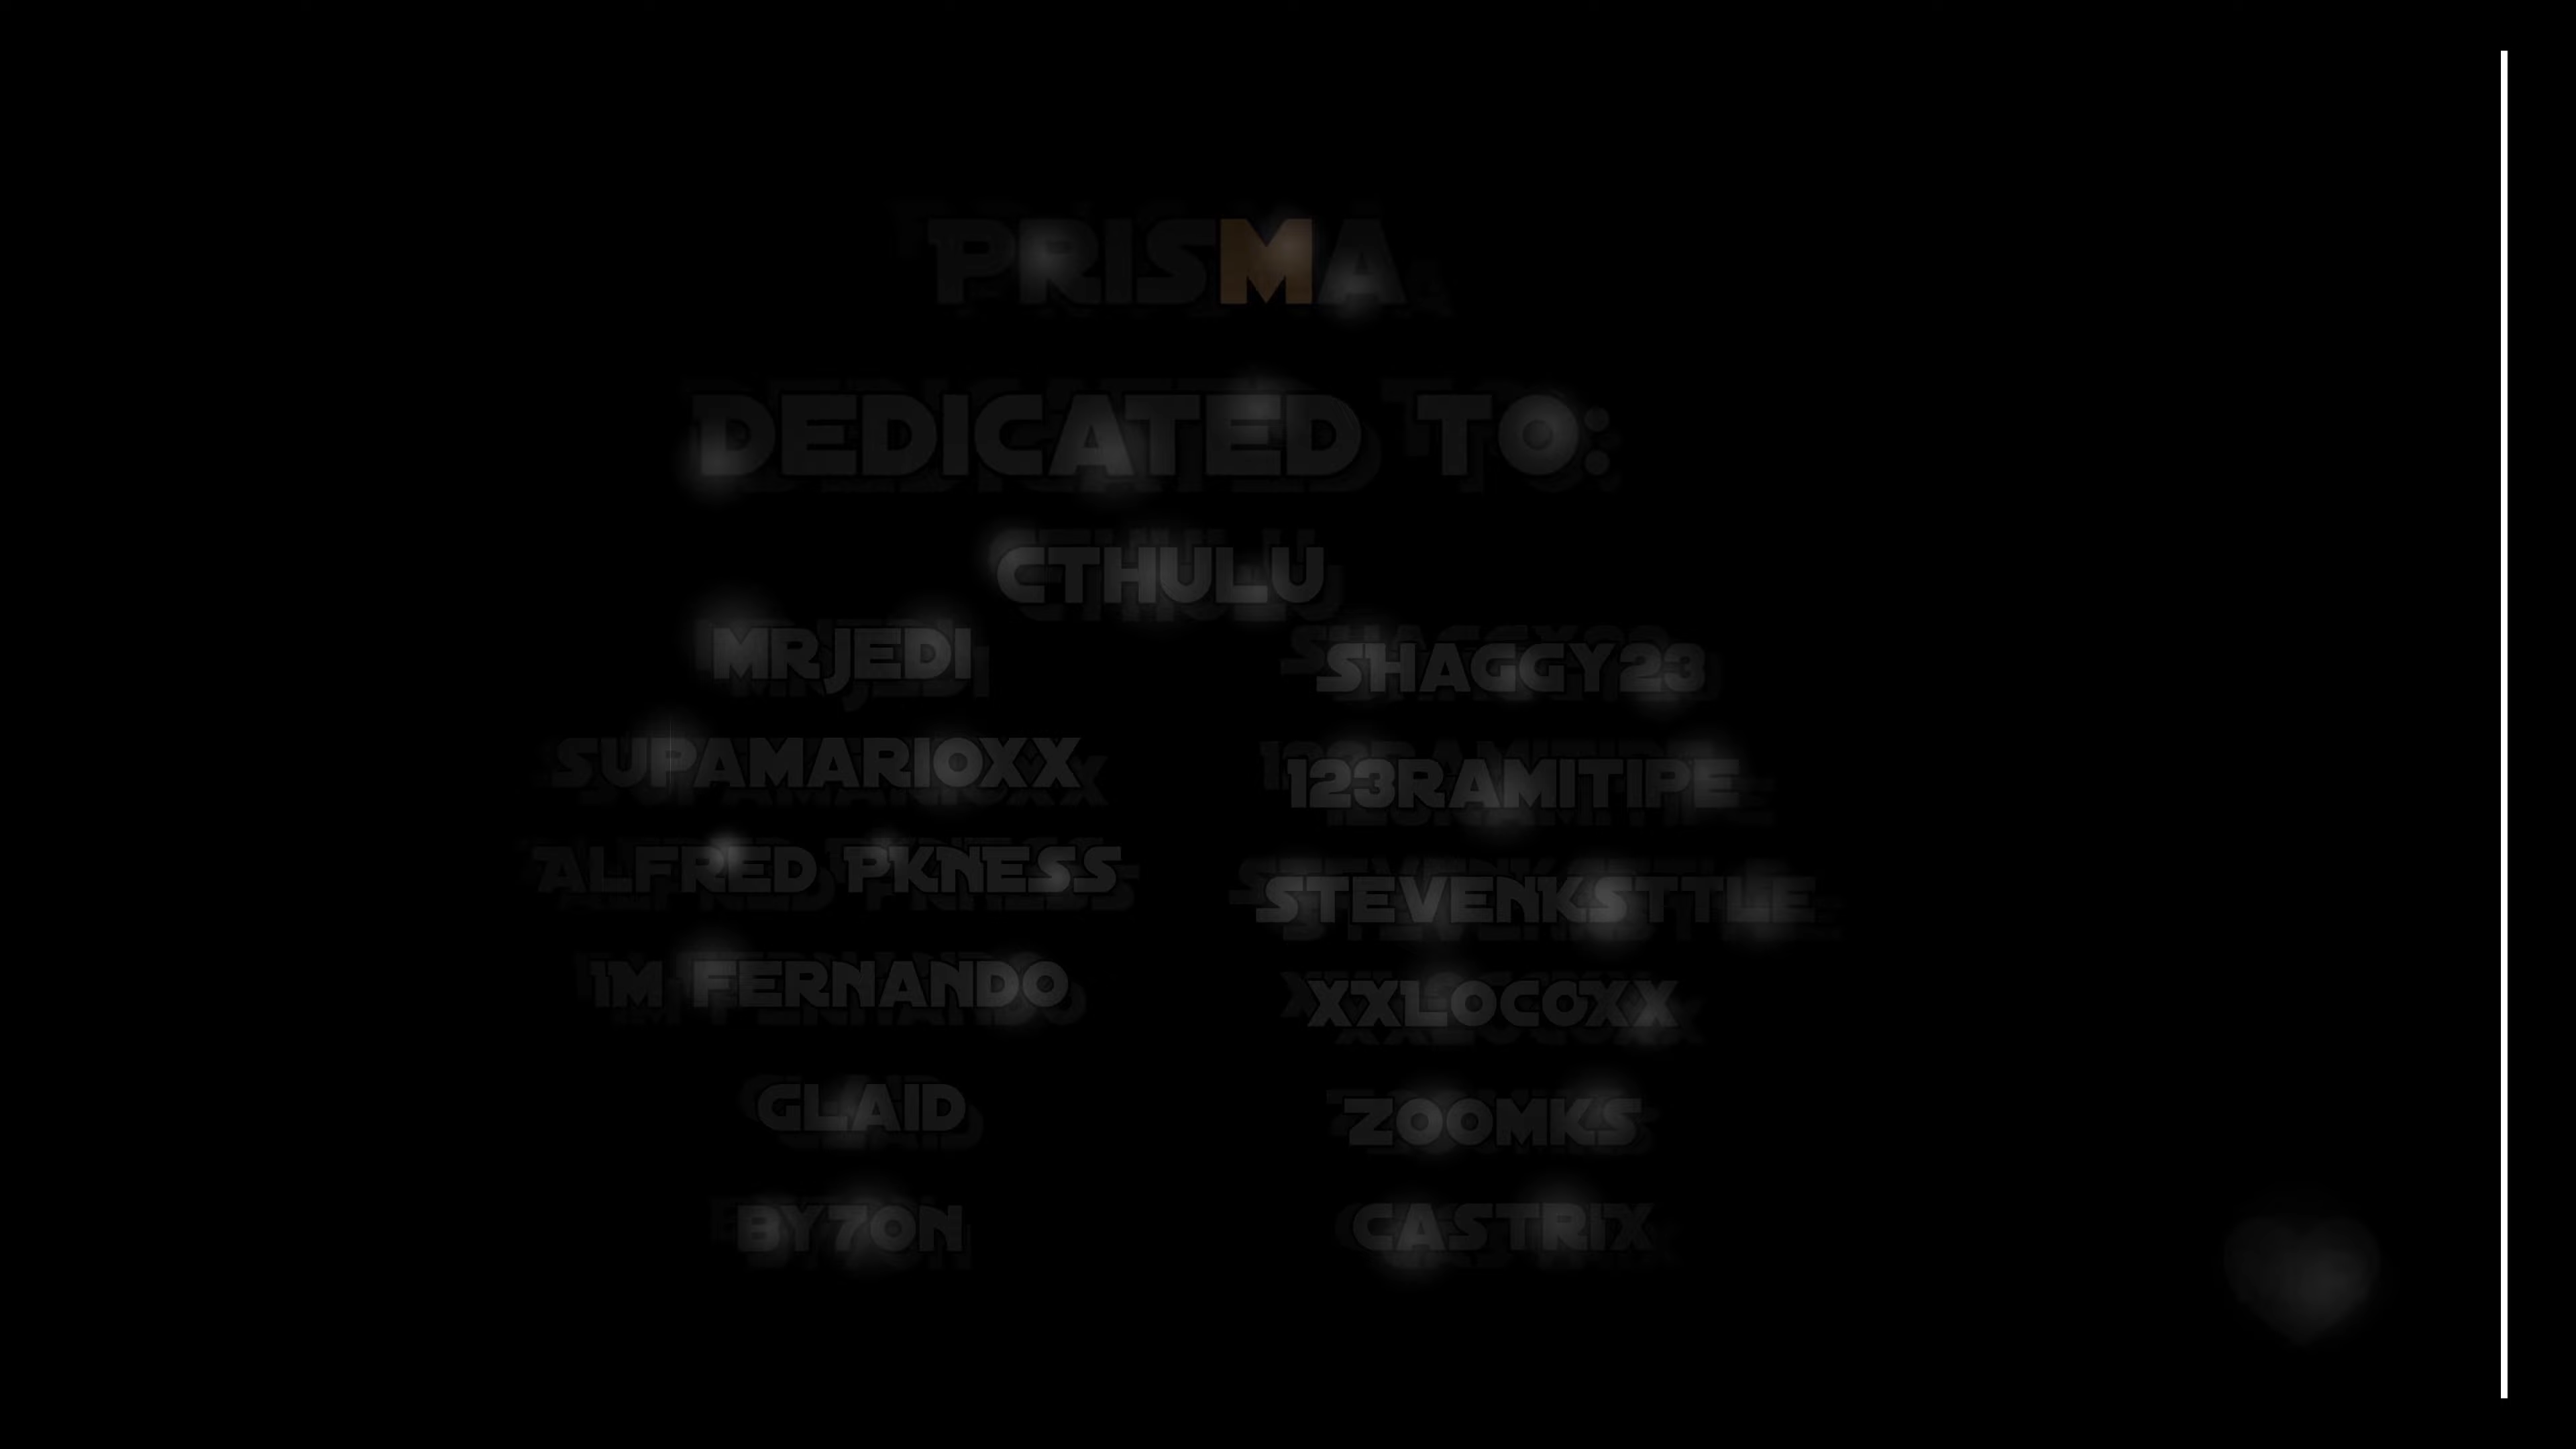 PRISMA
DEDICATED TO:
CTHULU
MRJEDI
SHAGGY23
SUPAMARIOXX
123RAMITIPE
ALFRED PKNESS
STEVENKSTTLE
1M FERNANDO
XXLOCOXX
GLAID
ZOOMKS
BY7ON
CASTRIX